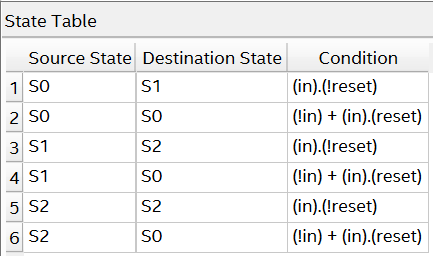 State Table
Source State Destination State Condition
1 S0 S1 (in).(!reset)
2 S0 S0 (!in) + (in).(reset)
3 S1 S2 (in).(!reset)
4 S1 S0 (!in) + (in).(reset)
5 S2 S2 (in).(!reset)
6 S2 S0 (!in) + (in).(reset)